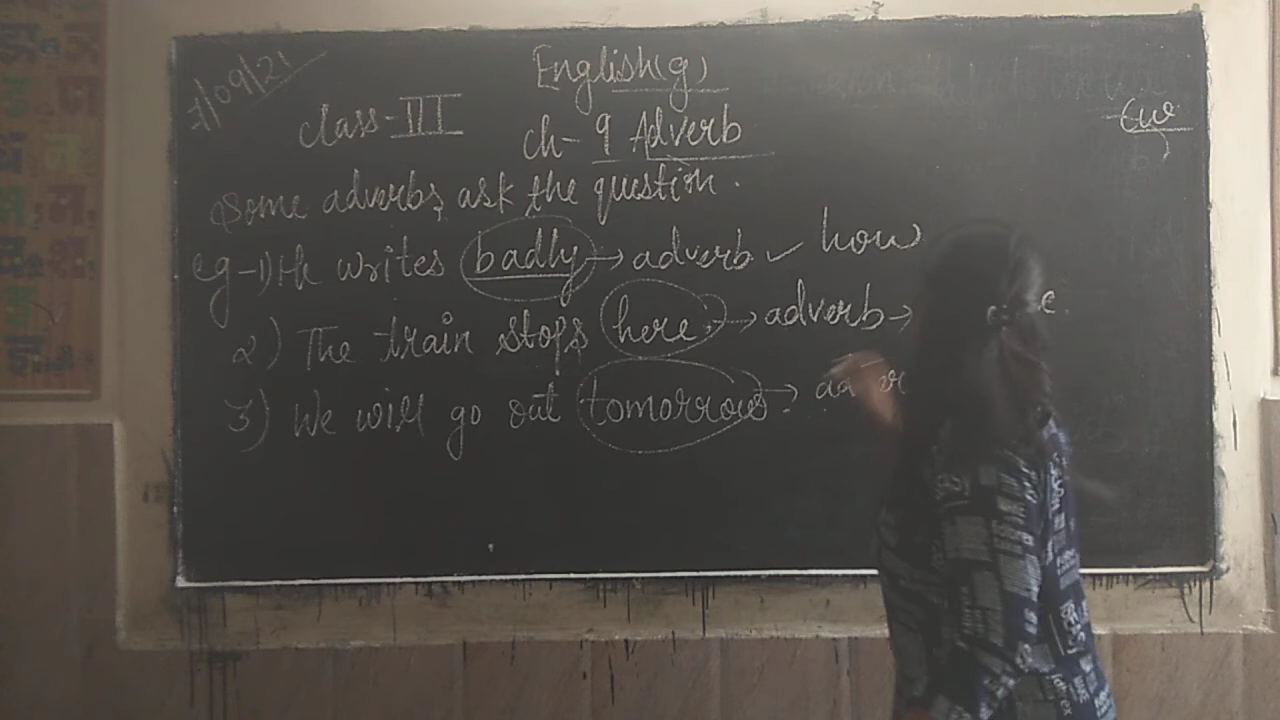 7/09/21
English(g)
class-III
cw
ch-9 Adverb
Some adverbs ask the question.
eg-1) He writes badly → adverb ✓ how
2) The train stops here. → adverb →
3) We will go out tomorrow →